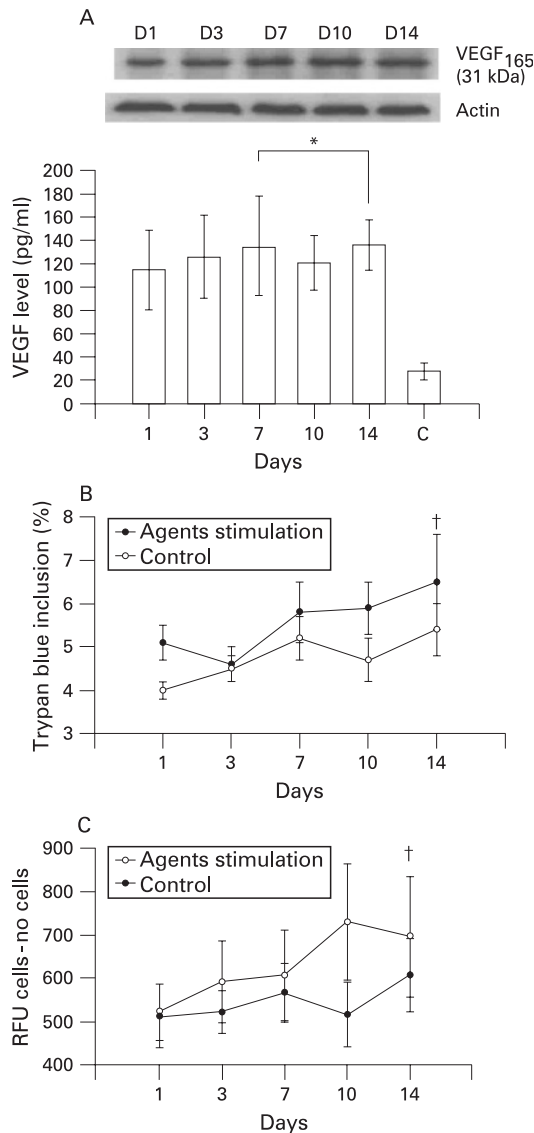 A
D1 D3 D7 D10 D14
VEGF165
(31 kDa)
Actin
*
VEGF level (pg/ml)
200
180
160
140
120
100
80
60
40
20
0
1 3 7 10 14 C
Days
B
Trypan blue inclusion (%)
8
7
6
5
4
3
Agents stimulation
Control
†
1 3 7 10 14
Days
C
RFU cells - no cells
900
800
700
600
500
400
Agents stimulation
Control
†
1 3 7 10 14
Days